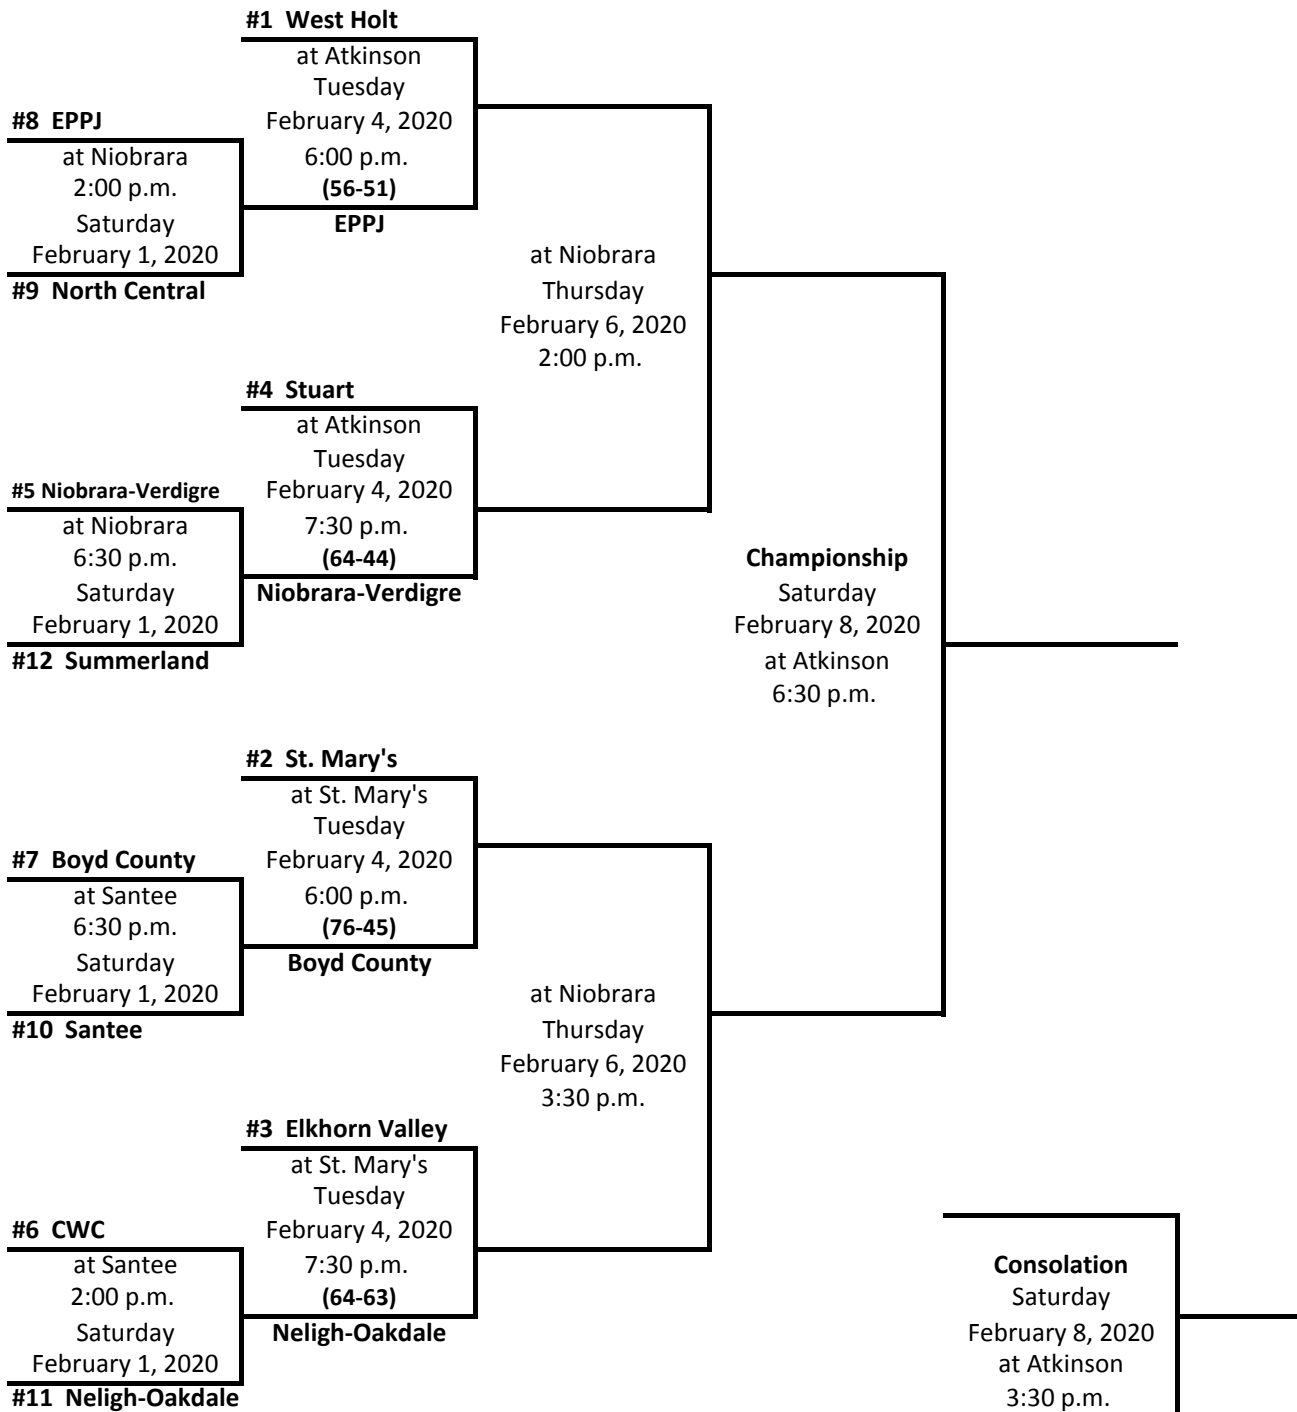 #1  West Holt
at Atkinson
Tuesday
February 4, 2020
6:00 p.m.
(56-51)
EPPJ
#8  EPPJ
at Niobrara
2:00 p.m.
Saturday
February 1, 2020
#9  North Central
at Niobrara
Thursday
February 6, 2020
2:00 p.m.
#4  Stuart
at Atkinson
Tuesday
February 4, 2020
7:30 p.m.
(64-44)
Niobrara-Verdigre
#5 Niobrara-Verdigre
at Niobrara
6:30 p.m.
Saturday
February 1, 2020
#12  Summerland
Championship
Saturday
February 8, 2020
at Atkinson
6:30 p.m.
#2  St. Mary's
at St. Mary's
Tuesday
February 4, 2020
6:00 p.m.
(76-45)
Boyd County
#7  Boyd County
at Santee
6:30 p.m.
Saturday
February 1, 2020
#10  Santee
at Niobrara
Thursday
February 6, 2020
3:30 p.m.
#3  Elkhorn Valley
at St. Mary's
Tuesday
February 4, 2020
7:30 p.m.
(64-63)
Neligh-Oakdale
#6  CWC
at Santee
2:00 p.m.
Saturday
February 1, 2020
#11  Neligh-Oakdale
Consolation
Saturday
February 8, 2020
at Atkinson
3:30 p.m.